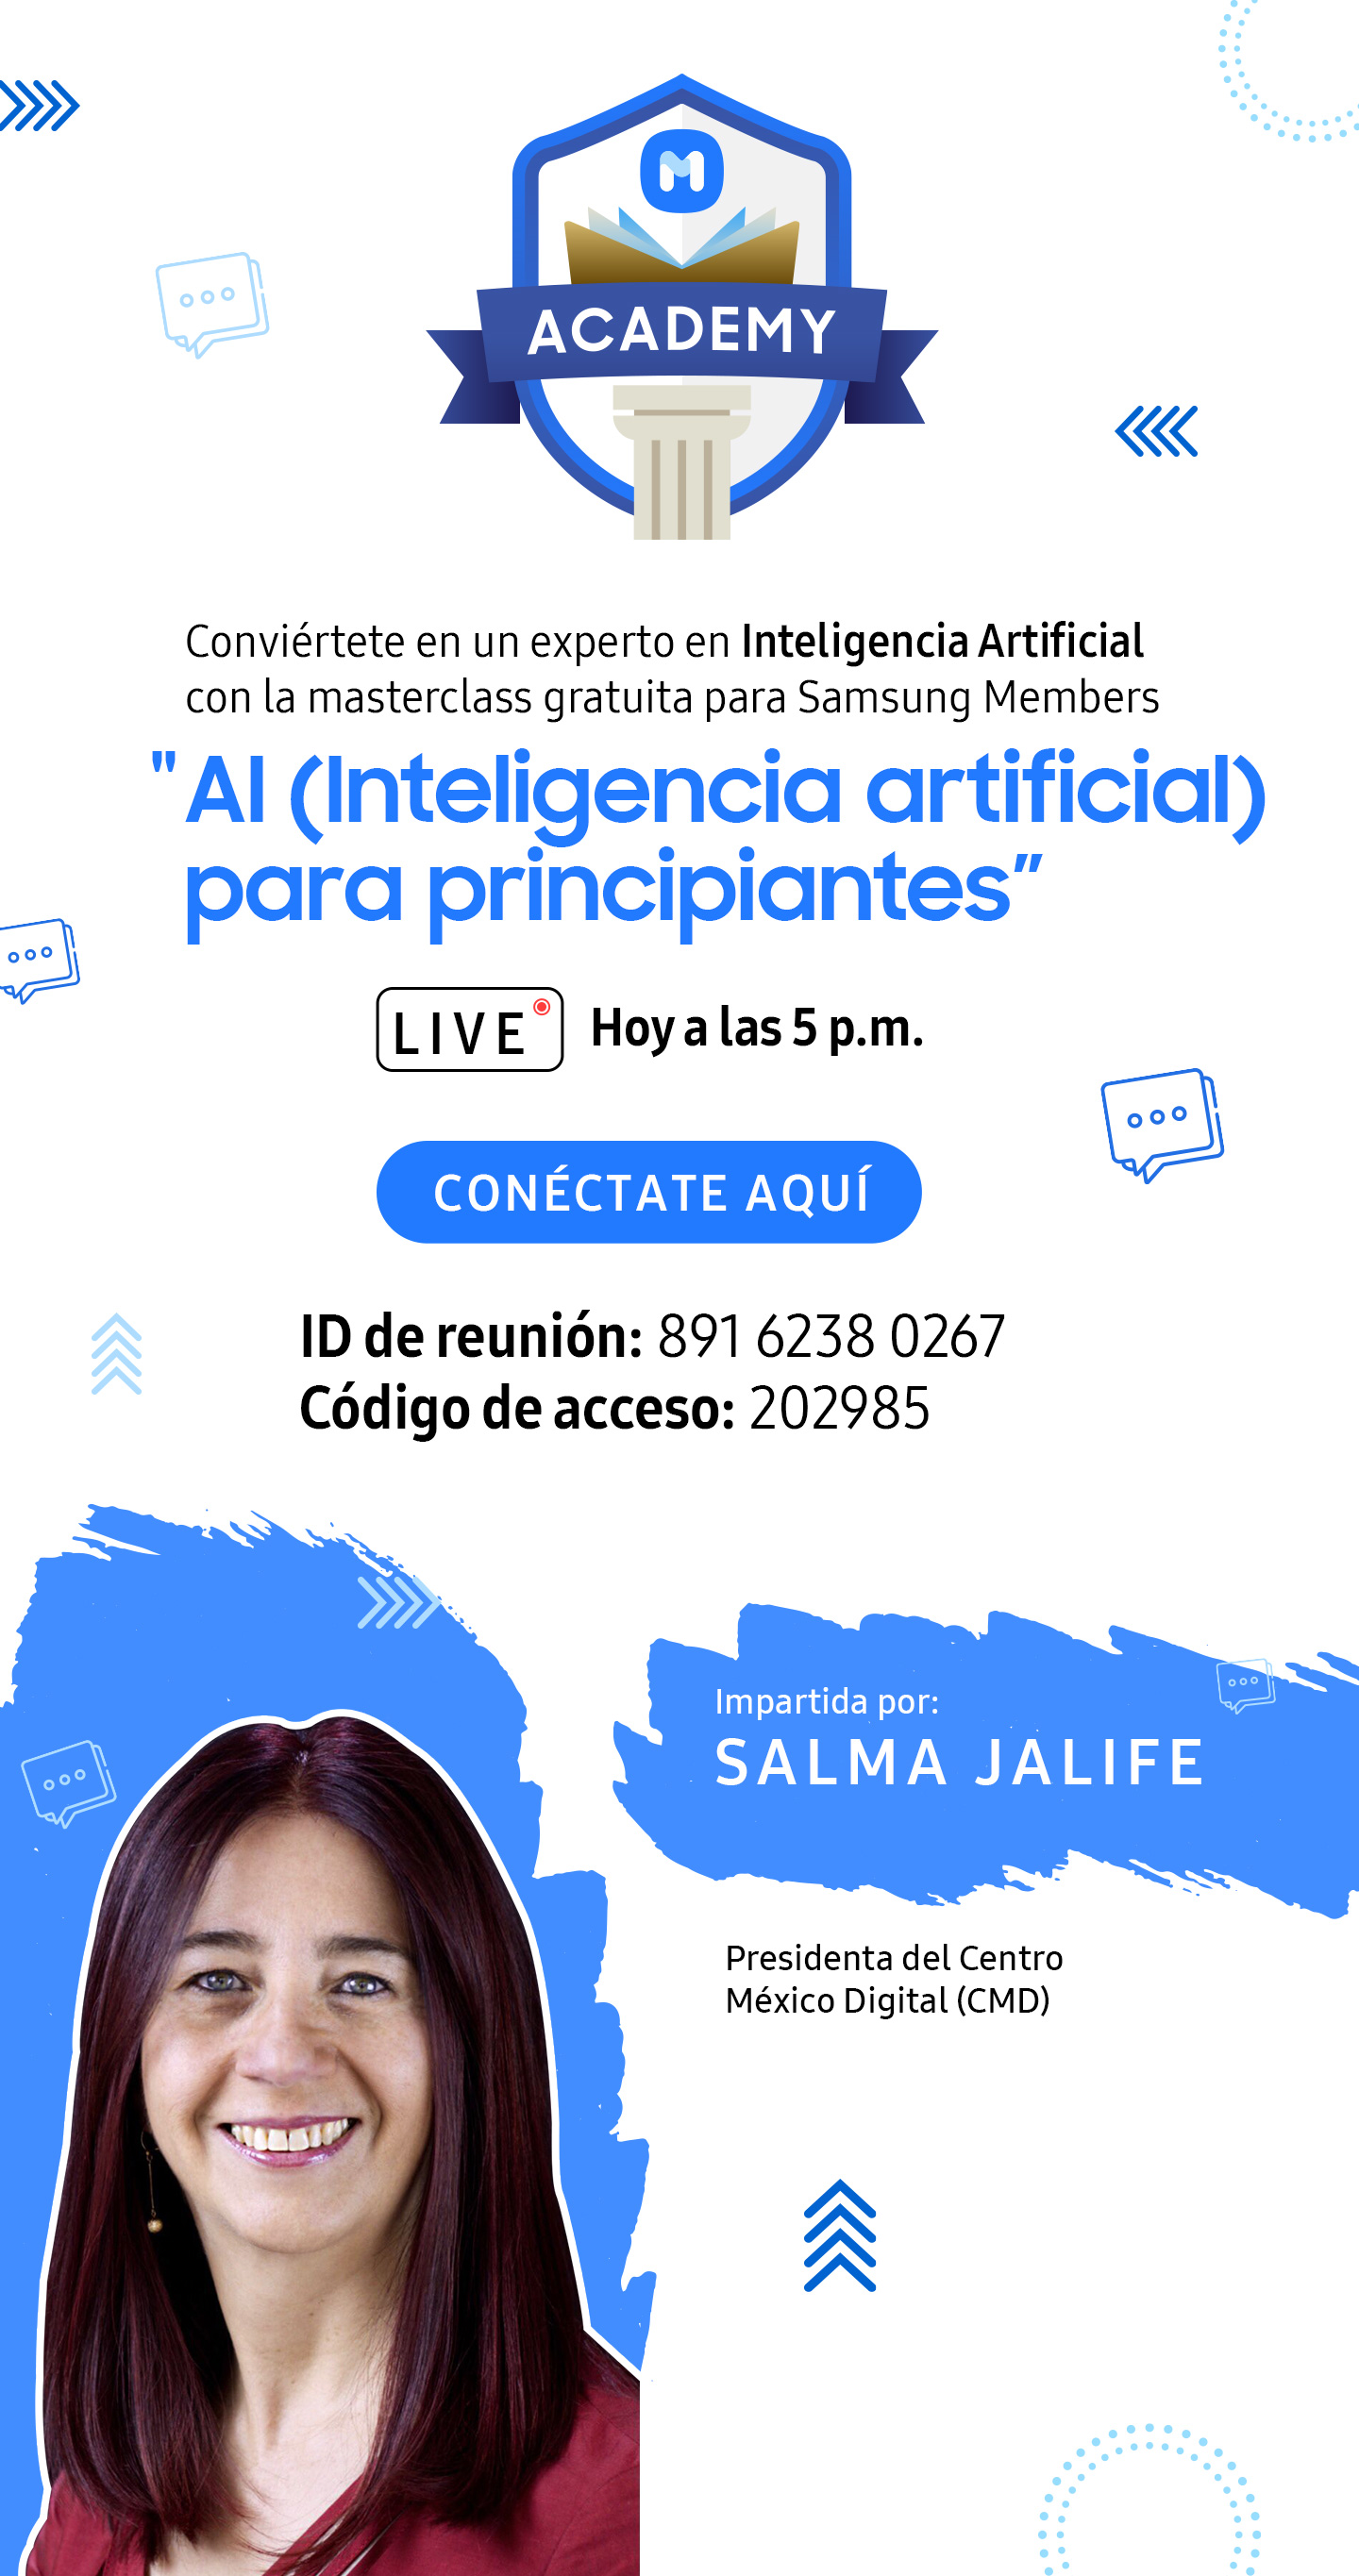 M
ACADEMY
Conviértete en un experto en Inteligencia Artificial
con la masterclass gratuita para Samsung Members
"AI (Inteligencia artificial)
para principiantes”
LIVE Hoy a las 5 p.m.
CONÉCTATE AQUÍ
ID de reunión: 891 6238 0267
Código de acceso: 202985
Impartida por:
SALMA JALIFE
Presidenta del Centro
México Digital (CMD)